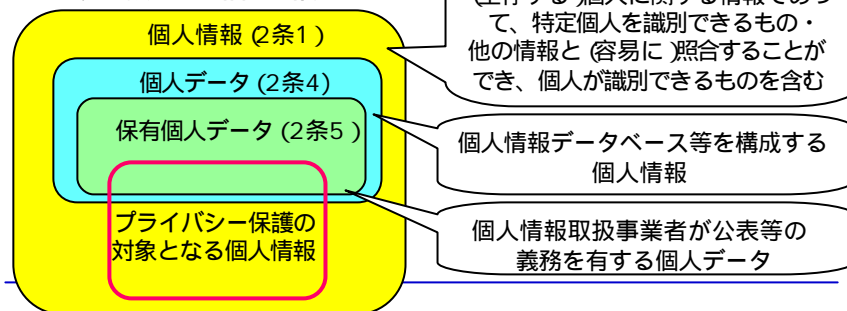 個人情報 (2条1 )
個人データ (2条4)
保有個人データ (2条5 )
プライバシー保護の
対象となる個人情報
て、特定個人を識別できるもの・
他の情報と (容易に )照合することが
でき、個人が識別できるものを含む
個人情報データベース等を構成する
個人情報
個人情報取扱事業者が公表等の
義務を有する個人データ